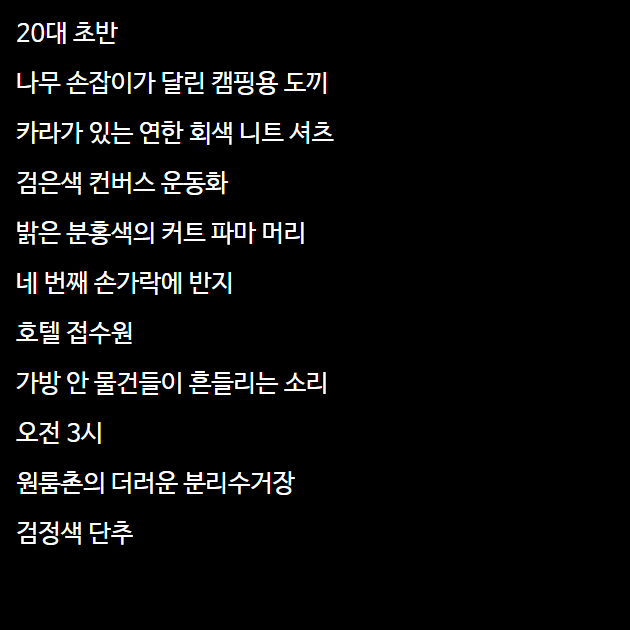 20대 초반
나무 손잡이가 달린 캠핑용 도끼
카라가 있는 연한 회색 니트 셔츠
검은색 컨버스 운동화
밝은 분홍색의 커트 파마 머리
네 번째 손가락에 반지
호텔 접수원
가방 안 물건들이 흔들리는 소리
오전 3시
원룸촌의 더러운 분리수거장
검정색 단추